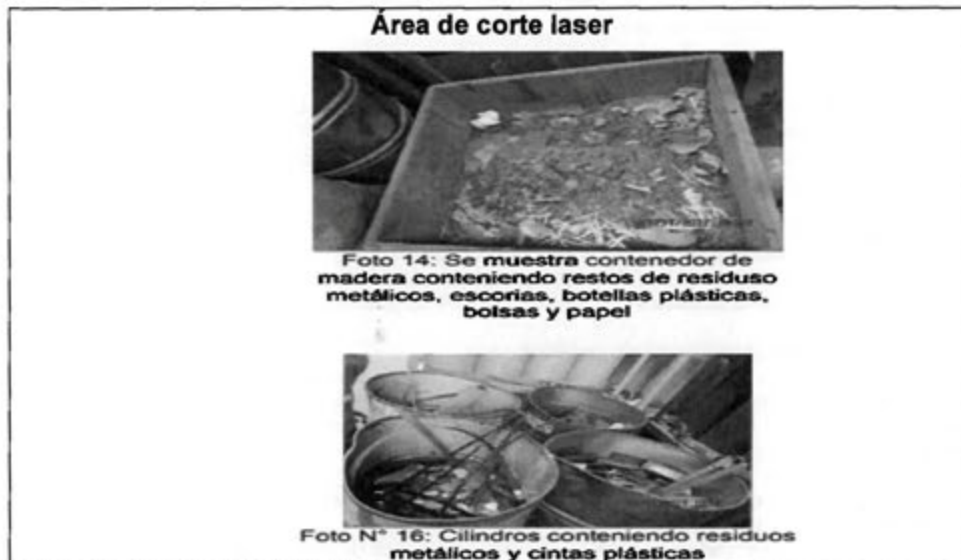 Área de corte laser
Foto 14: Se muestra contenedor de
madera conteniendo restos de residuso
metálicos, escorias, botellas plásticas,
bolsas y papel
Foto N° 16: Cilindros conteniendo residuos
metálicos y cintas plásticas